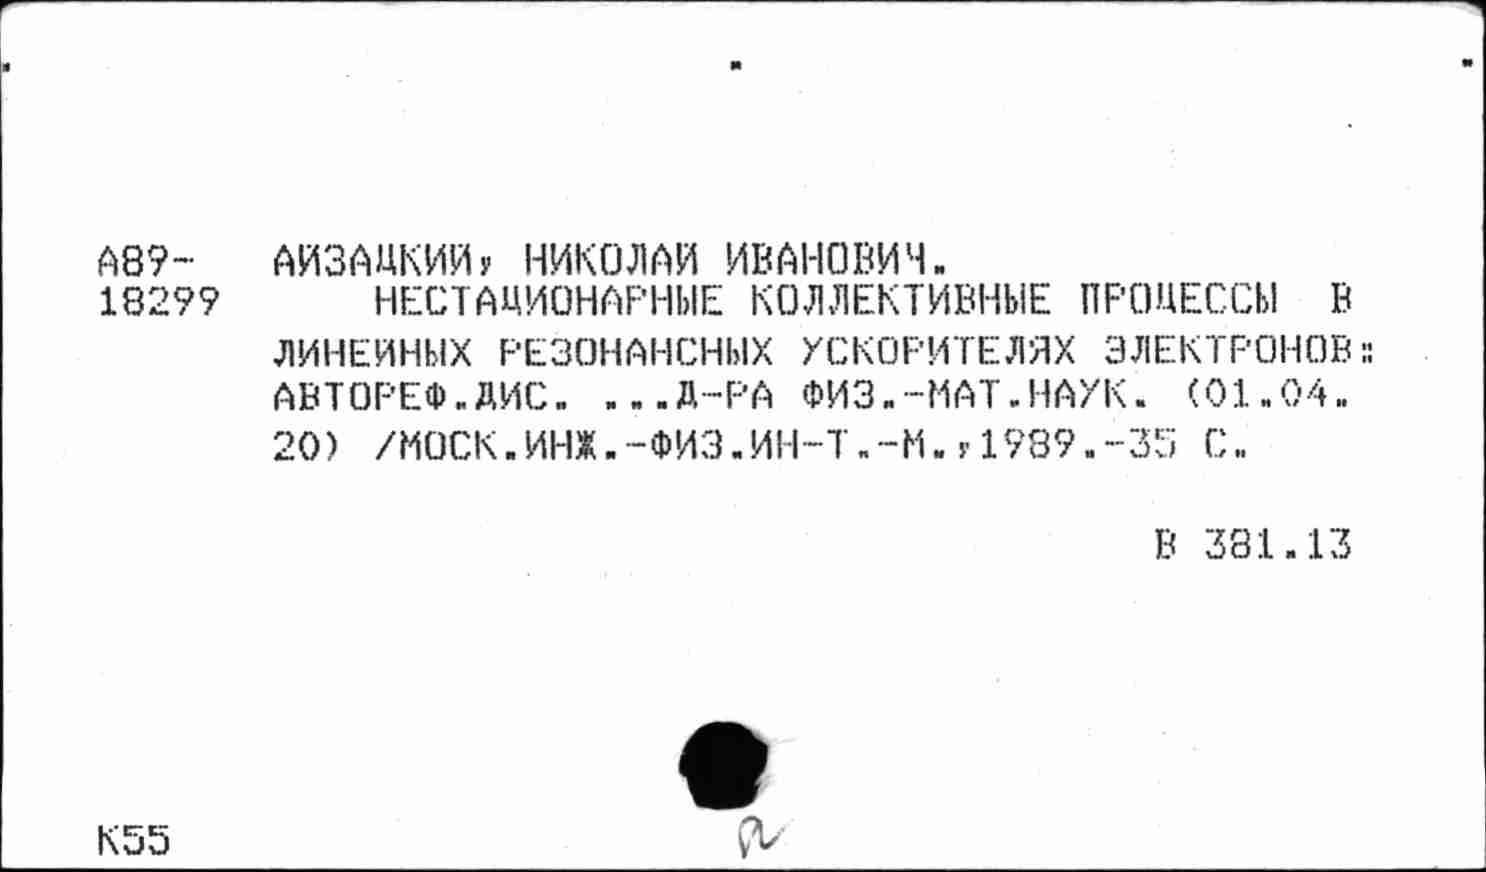 А89- АЙЗАЦКИЙ, НИКОЛАЙ ИВАНОВИЧ.
18299 НЕСТАЦИОНАРНЫЕ КОЛЛЕКТИВНЫЕ ПРОЦЕССЫ В
ЛИНЕЙНЫХ РЕЗОНАНСНЫХ УСКОРИТЕЛЯХ ЭЛЕКТРОНОВ:
АВТОРЕФ.ДИС. ...Д-РА ФИЗ.-МАТ.НАУК. (01.04.
20) /МОСК.ИНЖ.-ФИЗ.ИН-Т.-М.,1989.-35 С.
В 381.13
К55